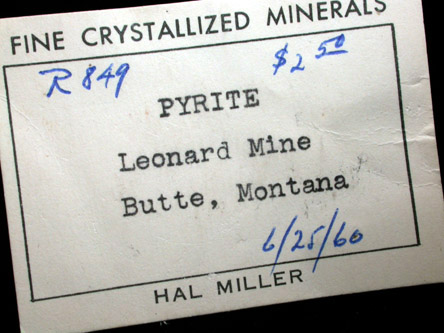 FINE CRYSTALLIZED MINERALS
R 849 $2 50
PYRITE
Leonard Mine
Butte, Montana
6/25/60
HAL MILLER